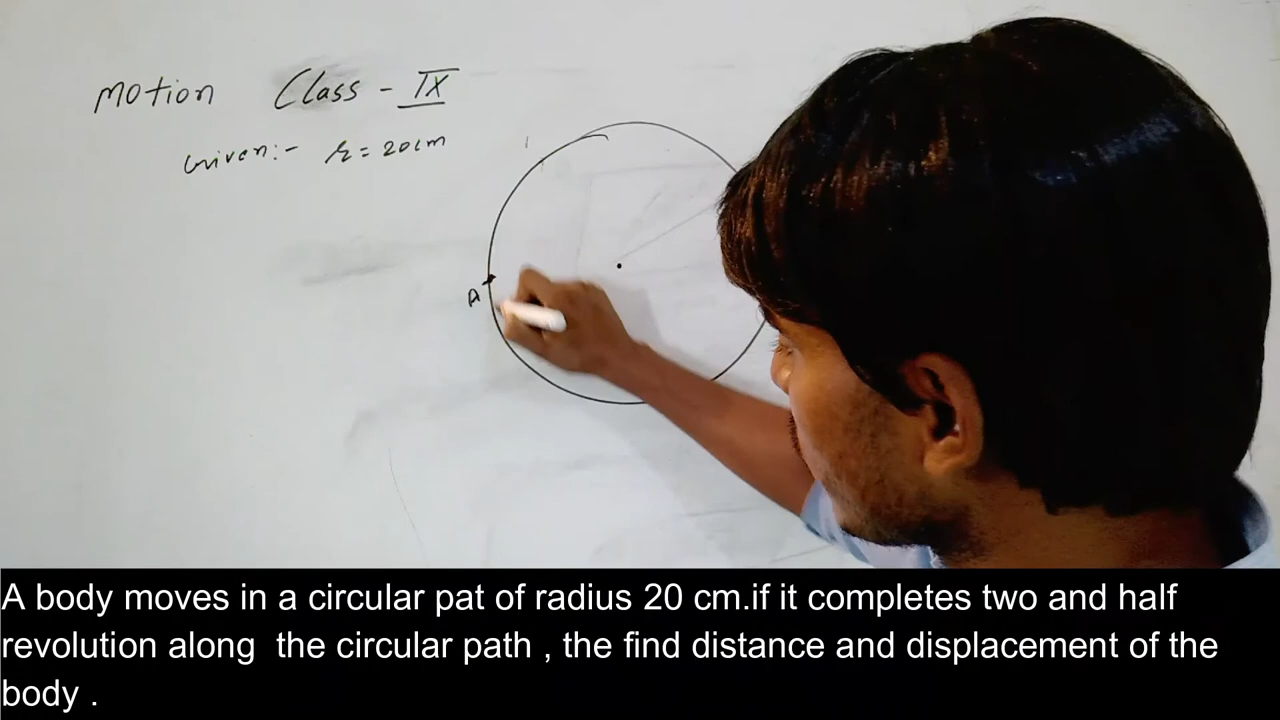 Motion Class - IX
Given:- r = 20cm
A
A body moves in a circular pat of radius 20 cm.if it completes two and half
revolution along  the circular path , the find distance and displacement of the
body .